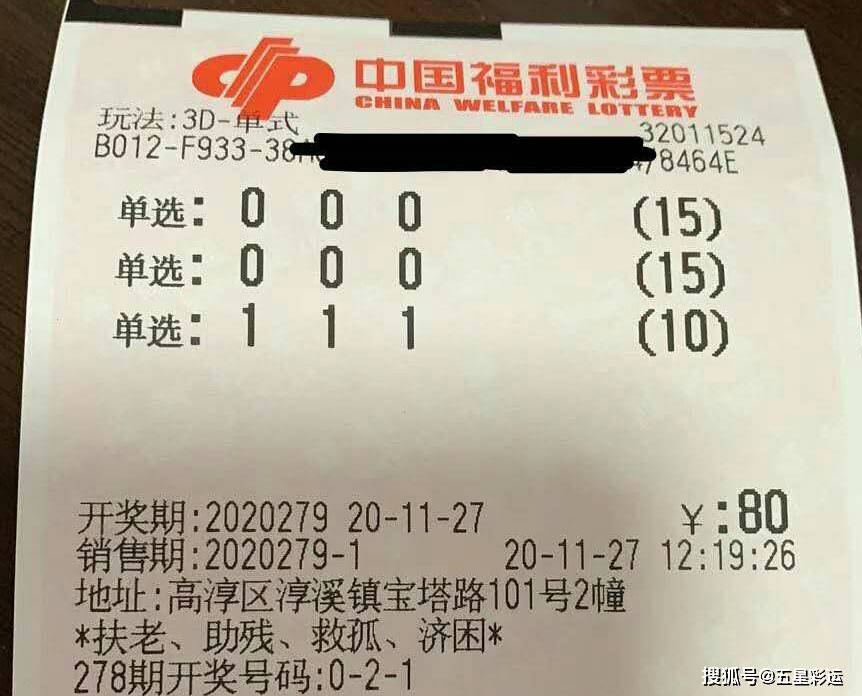 中国福利彩票
CHINA WELFARE LOTTERY
玩法:3D-单式
32011524
B012-F933-38
/8464E
单选: 0 0 0 (15)
单选: 0 0 0 (15)
单选: 1 1 1 (10)
开奖期:2020279 20-11-27 ¥:80
销售期:2020279-1 20-11-27 12:19:26
地址:高淳区淳溪镇宝塔路101号2幢
*扶老、助残、救孤、济困*
278期开奖号码:0-2-1
搜狐号@五星彩运